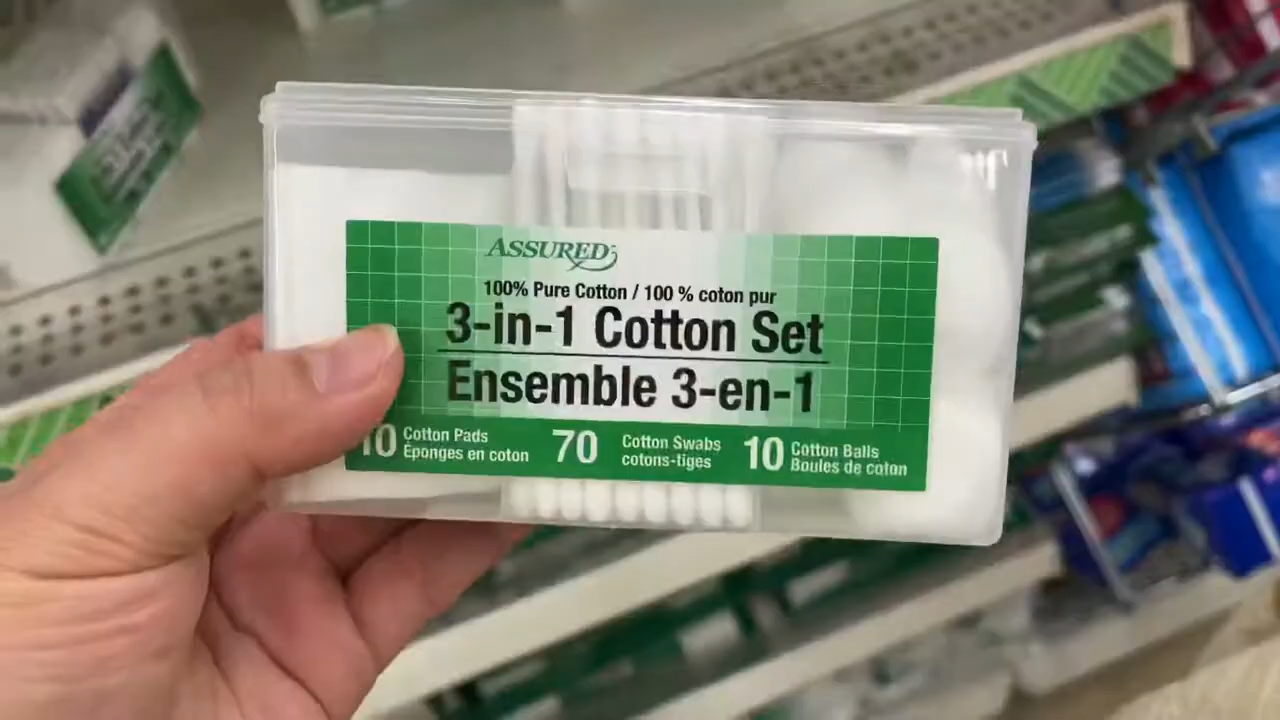 ASSURED
100% Pure Cotton / 100 % coton pur
3-in-1 Cotton Set
Ensemble 3-en-1
10 Cotton Pads
Éponges en coton
70 Cotton Swabs
cotons-tiges
10 Cotton Balls
Boules de coton